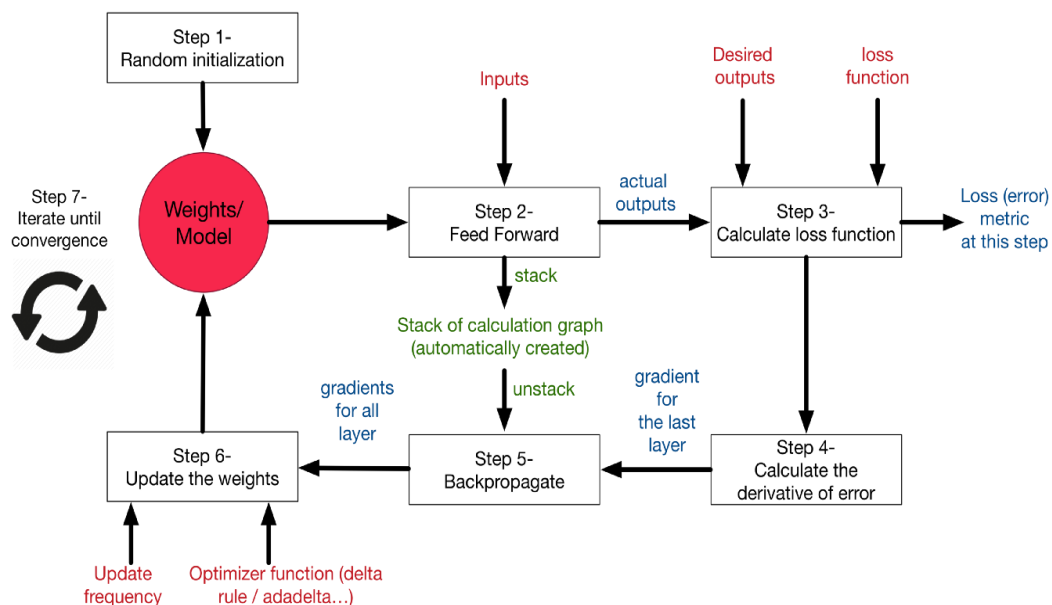 Step 1-
Random initialization
Inputs
Desired
outputs
loss
function
Step 7-
Iterate until
convergence
Weights/
Model
Step 2-
Feed Forward
actual
outputs
Step 3-
Calculate loss function
Loss (error)
metric
at this step
stack
Stack of calculation graph
(automatically created)
unstack
gradients
for all
layer
gradient
for
the last
layer
Step 6-
Update the weights
Step 5-
Backpropagate
Step 4-
Calculate the
derivative of error
Update
frequency
Optimizer function (delta
rule / adadelta…)